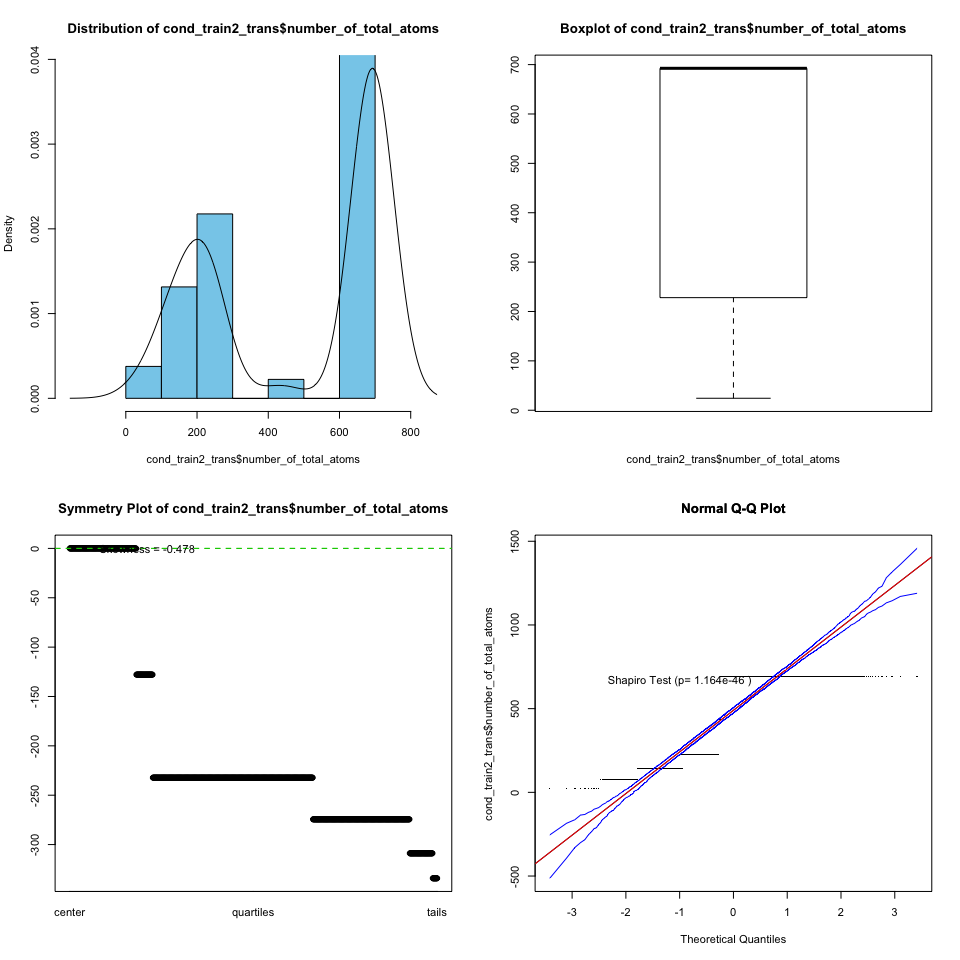 Distribution of cond_train2_trans$number_of_total_atoms
Density
0.000
0.001
0.002
0.003
0.004
0
200
400
600
800
cond_train2_trans$number_of_total_atoms
Boxplot of cond_train2_trans$number_of_total_atoms
0
100
200
300
400
500
600
700
cond_train2_trans$number_of_total_atoms
Symmetry Plot of cond_train2_trans$number_of_total_atoms
0
-50
-100
-150
-200
-250
-300
Skewness = -0.478
center
quartiles
tails
Normal Q-Q Plot
cond_train2_trans$number_of_total_atoms
-500
0
500
1000
1500
Shapiro Test (p= 1.164e-46 )
-3
-2
-1
0
1
2
3
Theoretical Quantiles